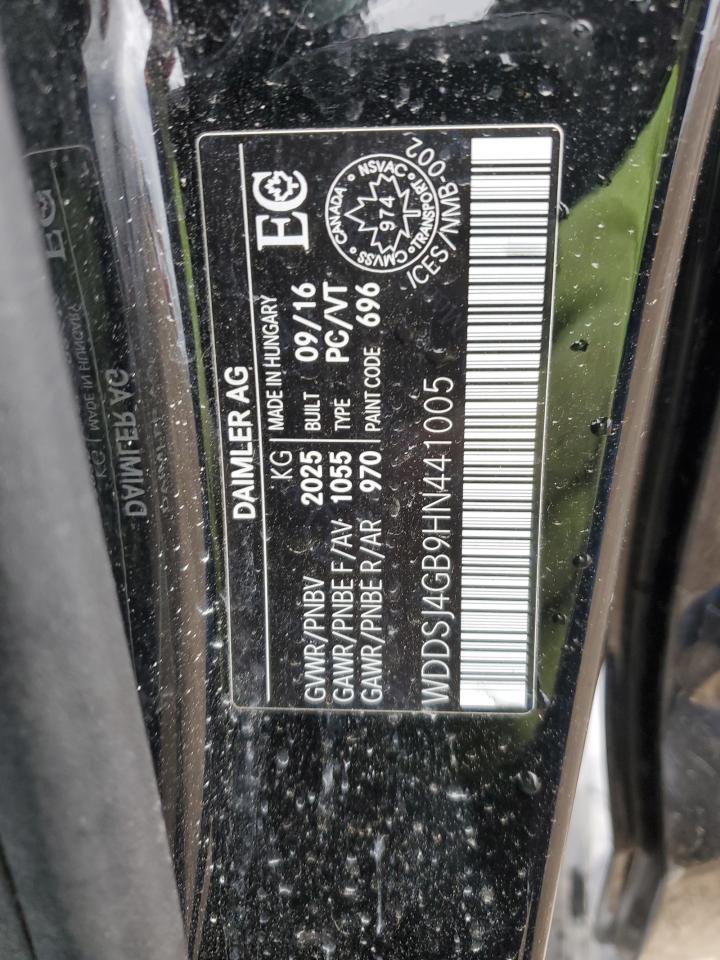 DAIMLER AG
KG | MADE IN HUNGARY
GVWR/PNBV 2025 BUILT 09/16
GAWR/PNBE F/AV 1055 TYPE PC/VT
GAWR/PNBE R/AR 970 PAINT CODE 696
EC
CANADA • NSVAC • TRANSPORT • CMVSS •
974
ICES/NMB-002
WDDSJ4GB9HN441005
DAIMLER AG
KG | MADE IN HUNGARY
EC